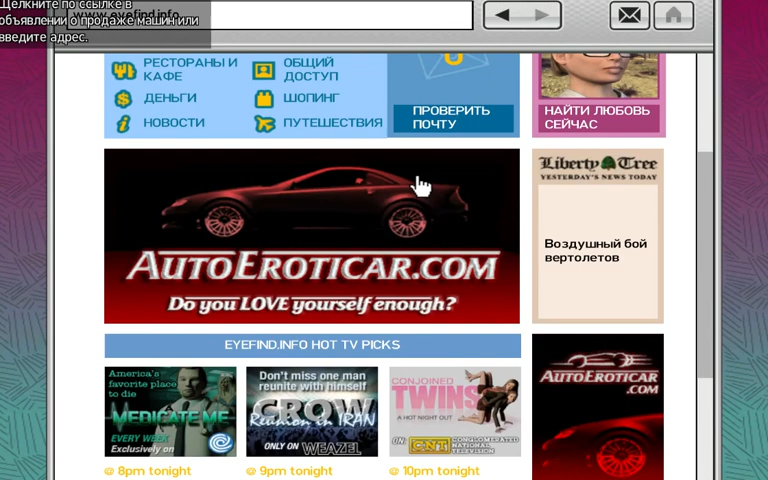 Щелкните по ссылке в
объявлении о продаже машин или
введите адрес.
www.eyefind.info
РЕСТОРАНЫ И
КАФЕ
ОБЩИЙ
ДОСТУП
ДЕНЬГИ
ШОПИНГ
НОВОСТИ
ПУТЕШЕСТВИЯ
ПРОВЕРИТЬ
ПОЧТУ
НАЙТИ ЛЮБОВЬ
СЕЙЧАС
AUTOEROTICAR.COM
Do you LOVE yourself enough?
Liberty Tree
YESTERDAY'S NEWS TODAY
Воздушный бой
вертолетов
EYEFIND.INFO HOT TV PICKS
America's
favorite place
to die
MEDICATE ME
EVERY WEEK
Exclusively on
@ 8pm tonight
Don't miss one man
reunite with himself
CROW
Reunion in IRAN
ONLY ON WEAZEL
@ 9pm tonight
CONJOINED
TWINS
A HOT NIGHT OUT
ON: CNT CONGLOMERATED
NATIONAL
TELEVISION
@ 10pm tonight
AUTOEROTICAR
.COM